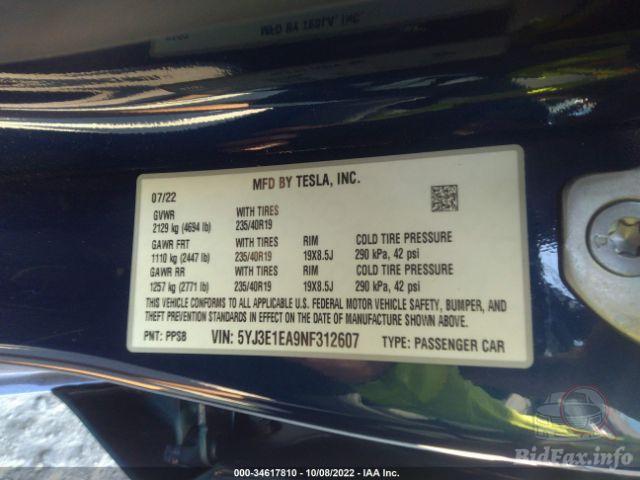 MFD BY TESLA, INC.
07/22
GVWR WITH TIRES
2129 kg (4694 lb) 235/40R19
GAWR FRT WITH TIRES RIM COLD TIRE PRESSURE
1110 kg (2447 lb) 235/40R19 19X8.5J 290 kPa, 42 psi
GAWR RR WITH TIRES RIM COLD TIRE PRESSURE
1257 kg (2771 lb) 235/40R19 19X8.5J 290 kPa, 42 psi
THIS VEHICLE CONFORMS TO ALL APPLICABLE U.S. FEDERAL MOTOR VEHICLE SAFETY, BUMPER, AND
THEFT PREVENTION STANDARDS IN EFFECT ON THE DATE OF MANUFACTURE SHOWN ABOVE.
PNT: PPSB VIN: 5YJ3E1EA9NF312607 TYPE: PASSENGER CAR
BidFax.info
000-34617810 - 10/08/2022 - IAA Inc.